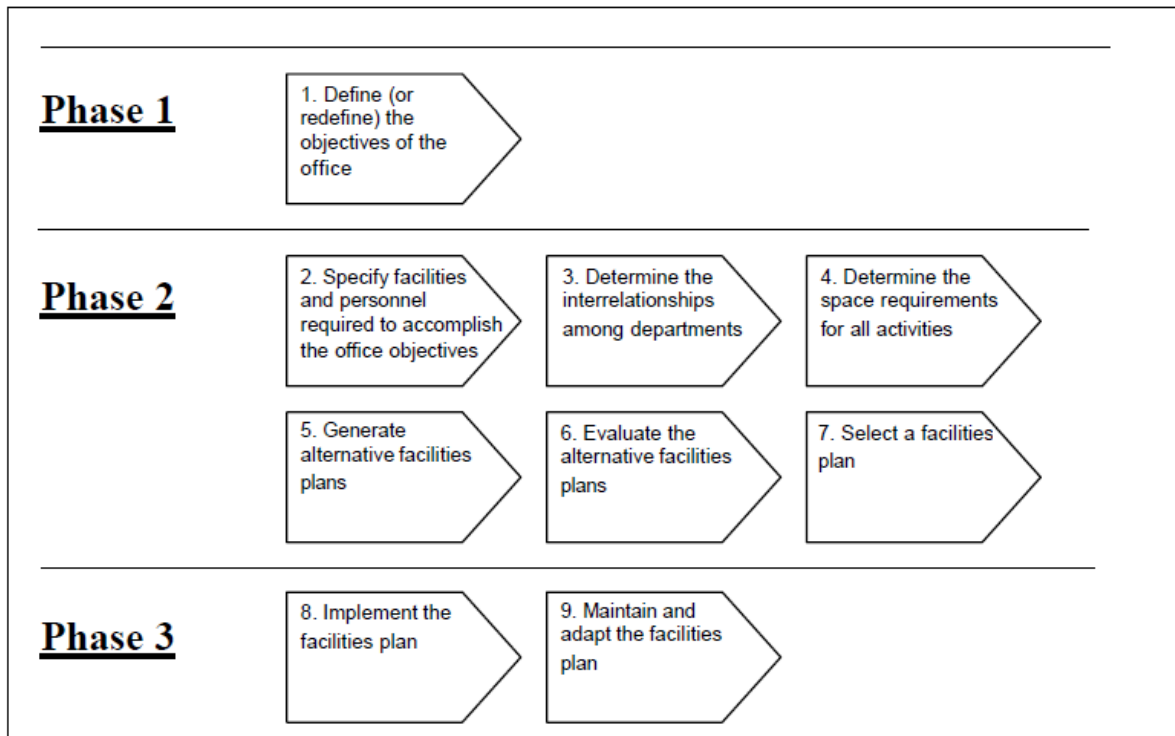 Phase 1
1. Define (or
redefine) the
objectives of the
office
Phase 2
2. Specify facilities
and personnel
required to accomplish
the office objectives
3. Determine the
interrelationships
among departments
4. Determine the
space requirements
for all activities
5. Generate
alternative facilities
plans
6. Evaluate the
alternative facilities
plans
7. Select a facilities
plan
Phase 3
8. Implement the
facilities plan
9. Maintain and
adapt the facilities
plan